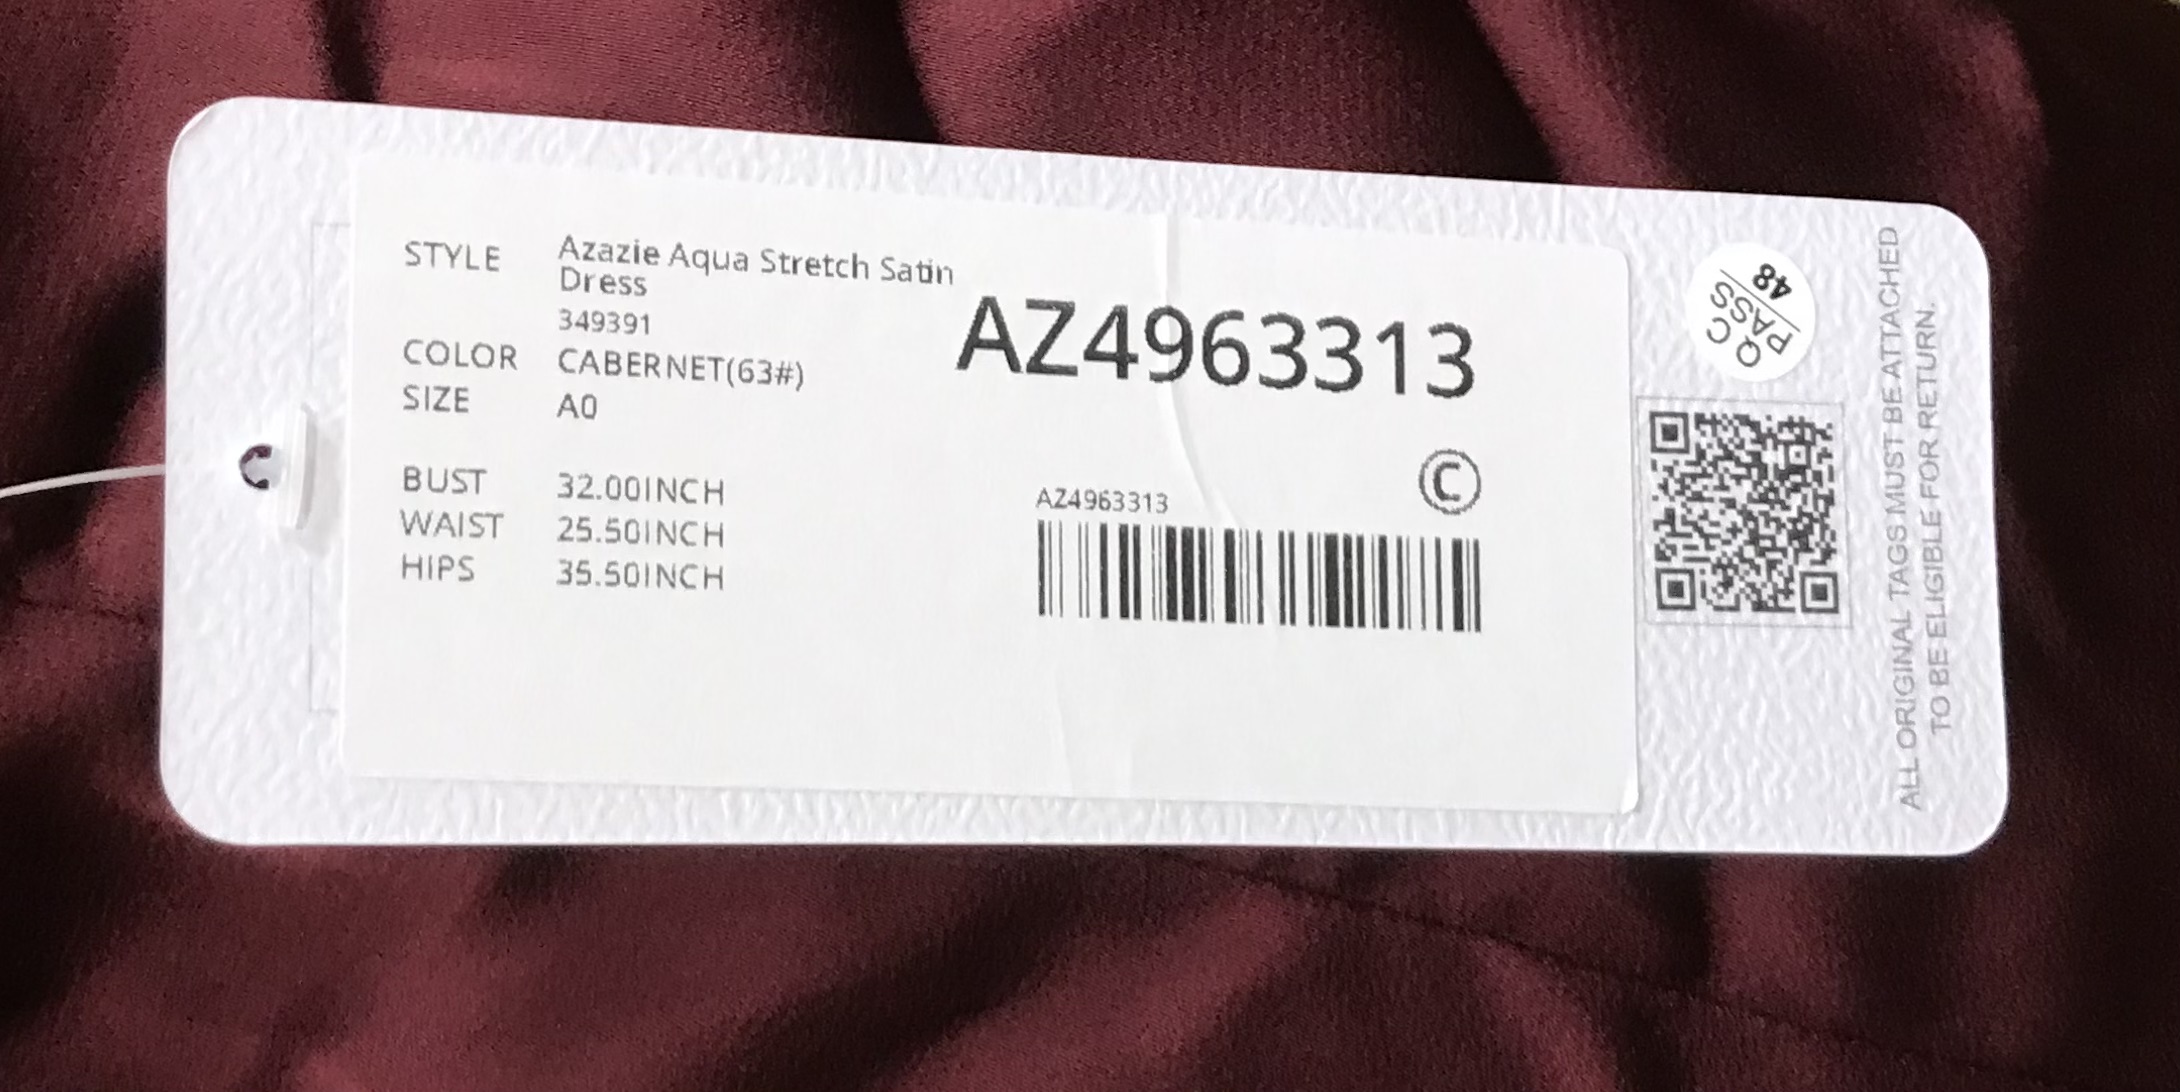 STYLE Azazie Aqua Stretch Satin
Dress
349391
COLOR CABERNET(63#)
SIZE A0
BUST 32.00INCH
WAIST 25.50INCH
HIPS 35.50INCH
AZ4963313
©
AZ4963313
QC
PASS
48
ALL ORIGINAL TAGS MUST BE ATTACHED
TO BE ELIGIBLE FOR RETURN.